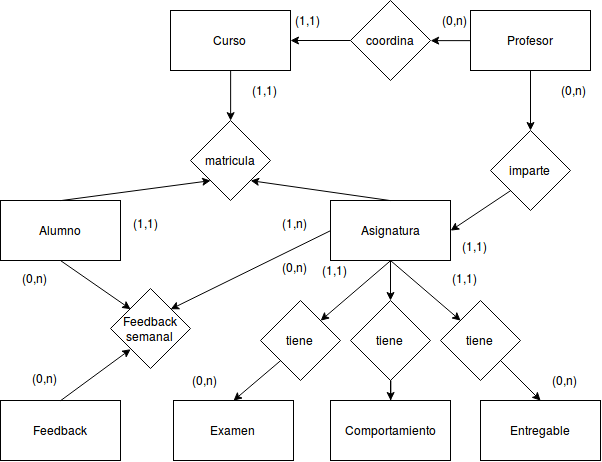 (1,1)
(0,n)
Curso
coordina
Profesor
(1,1)
(0,n)
matricula
imparte
Alumno
(1,1)
(1,n)
Asignatura
(1,1)
(0,n)
(0,n)
(1,1)
(1,1)
Feedback
semanal
tiene
tiene
tiene
(0,n)
(0,n)
(0,n)
Feedback
Examen
Comportamiento
Entregable